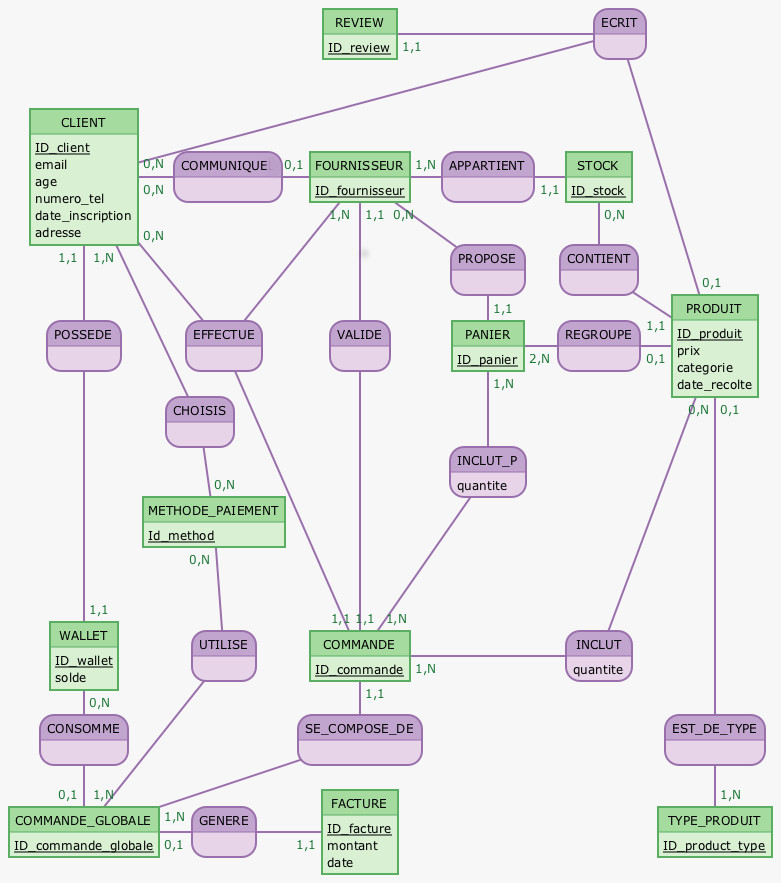 REVIEW
ID_review
1,1
ECRIT
CLIENT
ID_client
email
age
numero_tel
date_inscription
adresse
0,N
0,N
0,N
COMMUNIQUE
0,1
FOURNISSEUR
ID_fournisseur
1,N
APPARTIENT
1,1
STOCK
ID_stock
1,N
1,1
0,N
0,N
1,1
1,N
PROPOSE
CONTIENT
1,1
0,1
PRODUIT
ID_produit
prix
categorie
date_recolte
1,1
0,1
POSSEDE
EFFECTUE
VALIDE
PANIER
ID_panier
2,N
REGROUPE
1,N
0,N
0,1
CHOISIS
INCLUT_P
quantite
0,N
METHODE_PAIEMENT
Id_method
0,N
1,1
WALLET
ID_wallet
solde
0,N
UTILISE
1,1
1,1
1,N
COMMANDE
ID_commande
1,N
1,1
INCLUT
quantite
CONSOMME
SE_COMPOSE_DE
EST_DE_TYPE
0,1
1,N
1,N
COMMANDE_GLOBALE
ID_commande_globale
1,N
0,1
GENERE
1,1
FACTURE
ID_facture
montant
date
TYPE_PRODUIT
ID_product_type